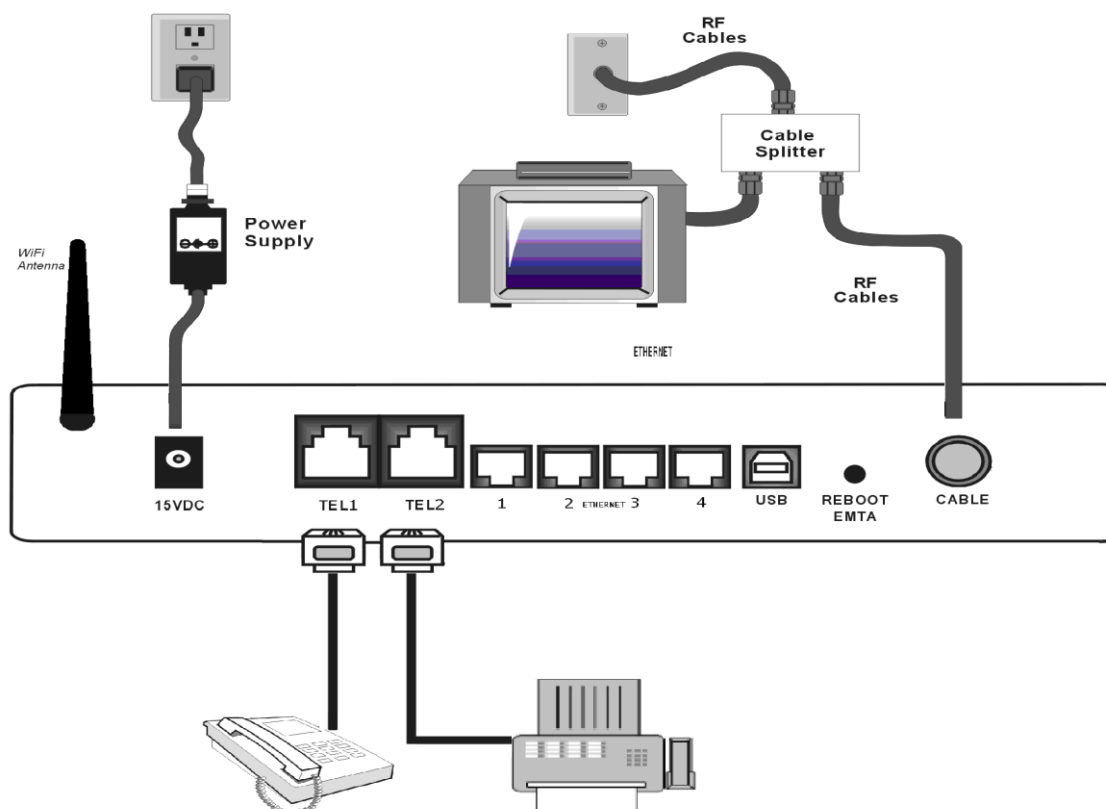 RF
Cables
Cable
Splitter
Power
Supply
WiFi
Antenna
RF
Cables
ETHERNET
15VDC
TEL1
TEL2
1
2
ETHERNET
3
4
USB
REBOOT
EMTA
CABLE